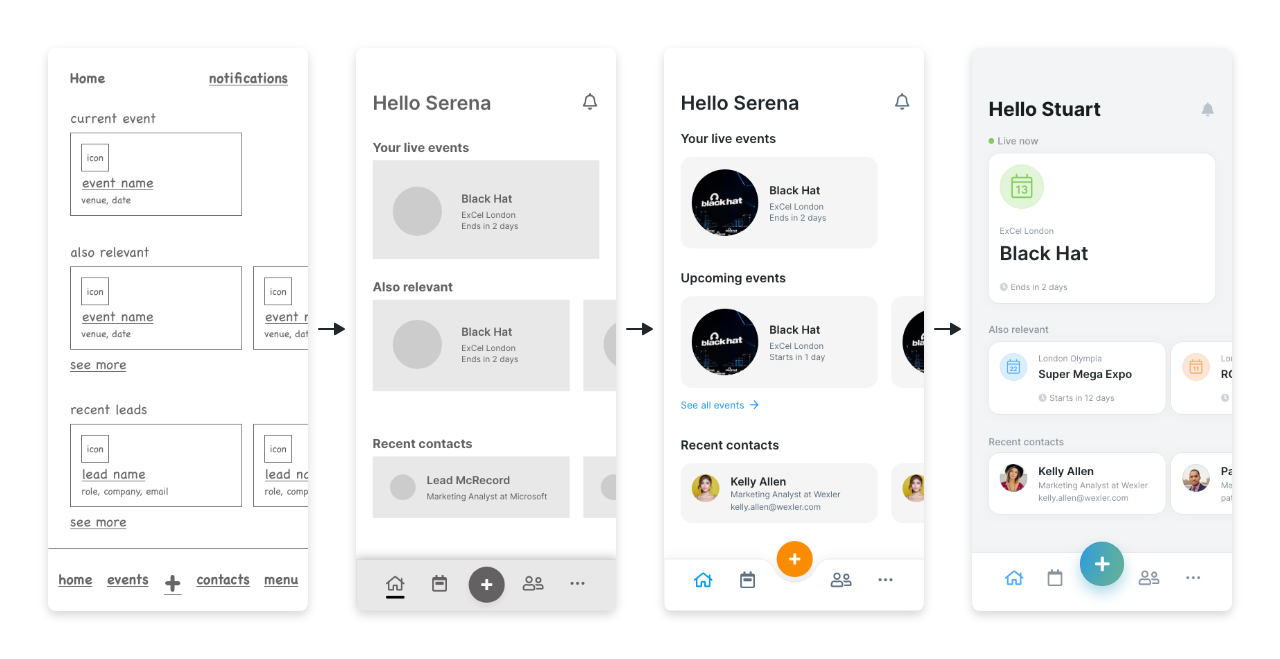 Home
notifications
current event
icon
event name
venue, date
also relevant
icon
event name
venue, date
icon
event n
venue, dat
see more
recent leads
icon
lead name
role, company, email
icon
lead na
role, comp
see more
home
events
+
contacts
menu
Hello Serena
Your live events
Black Hat
ExCel London
Ends in 2 days
Also relevant
Black Hat
ExCel London
Ends in 2 days
Recent contacts
Lead McRecord
Marketing Analyst at Microsoft
+
Hello Serena
Your live events
black hat
Black Hat
ExCel London
Ends in 2 days
Upcoming events
black hat
Black Hat
ExCel London
Starts in 1 day
See all events →
Recent contacts
Kelly Allen
Marketing Analyst at Wexler
kelly.allen@wexler.com
+
Hello Stuart
Live now
13
ExCel London
Black Hat
Ends in 2 days
Also relevant
22
London Olympia
Super Mega Expo
Starts in 12 days
11
Lon
RO
Recent contacts
Kelly Allen
Marketing Analyst at Wexler
kelly.allen@wexler.com
Pa
Ma
pat
+